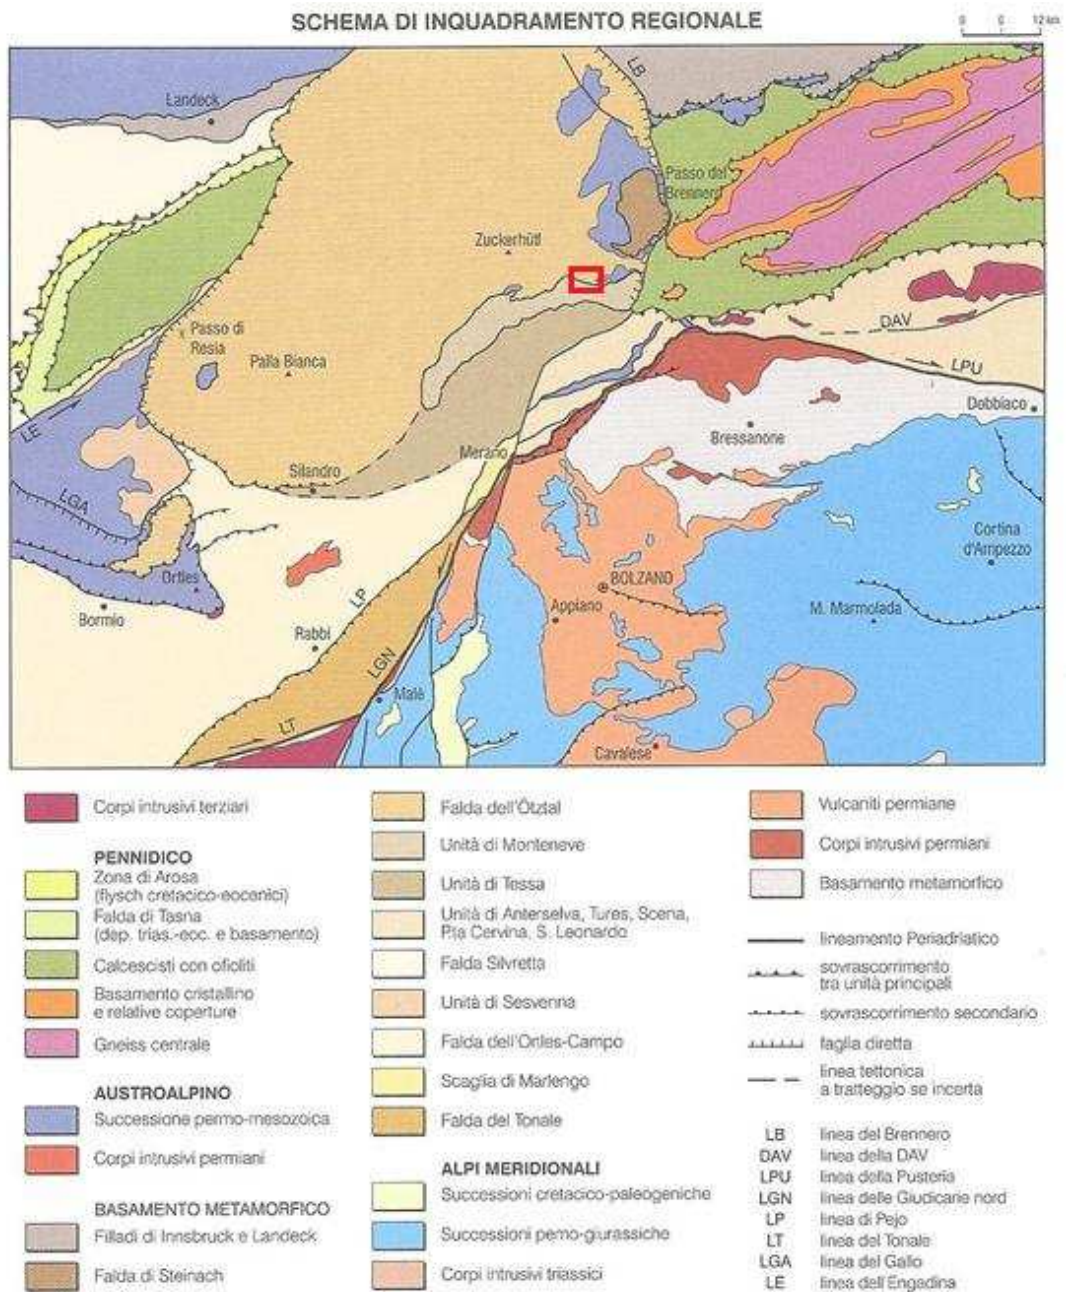 SCHEMA DI INQUADRAMENTO REGIONALE
0 6 12 km
Landeck
LB
Passo del
Brennero
Zuckerhütl
Passo di
Resia
Palla Bianca
DAV
LPU
Dobbiaco
LE
Merano
Bressanone
Silandro
LGA
Cortina
d'Ampezzo
Ortles
BOLZANO
LP
Appiano
M. Marmolada
Bormio
Rabbi
LGN
Malè
LT
Cavalese
Corpi intrusivi terziari
PENNIDICO
Zona di Arosa
(flysch cretacico-eocenici)
Falda di Tasna
(dep. trias.-eoc. e basamento)
Calcescisti con ofioliti
Basamento cristallino
e relative coperture
Gneiss centrale
AUSTROALPINO
Successione permo-mesozoica
Corpi intrusivi permiani
BASAMENTO METAMORFICO
Filladi di Innsbruck e Landeck
Falda di Steinach
Falda dell'Ötztal
Unità di Monteneve
Unità di Tessa
Unità di Anterselva, Tures, Scena,
P.ta Cervina, S. Leonardo
Falda Silvretta
Unità di Sesvenna
Falda dell'Ortles-Campo
Scaglia di Marlengo
Falda del Tonale
ALPI MERIDIONALI
Successioni cretacico-paleogeniche
Successioni permo-giurassiche
Corpi intrusivi triassici
Vulcaniti permiane
Corpi intrusivi permiani
Basamento metamorfico
lineamento Periadriatico
sovrascorrimento
tra unità principali
sovrascorrimento secondario
faglia diretta
linea tettonica
a tratteggio se incerta
LB linea del Brennero
DAV linea della DAV
LPU linea della Pusteria
LGN linea delle Giudicarie nord
LP linea di Pejo
LT linea del Tonale
LGA linea del Gallo
LE linea dell'Engadina